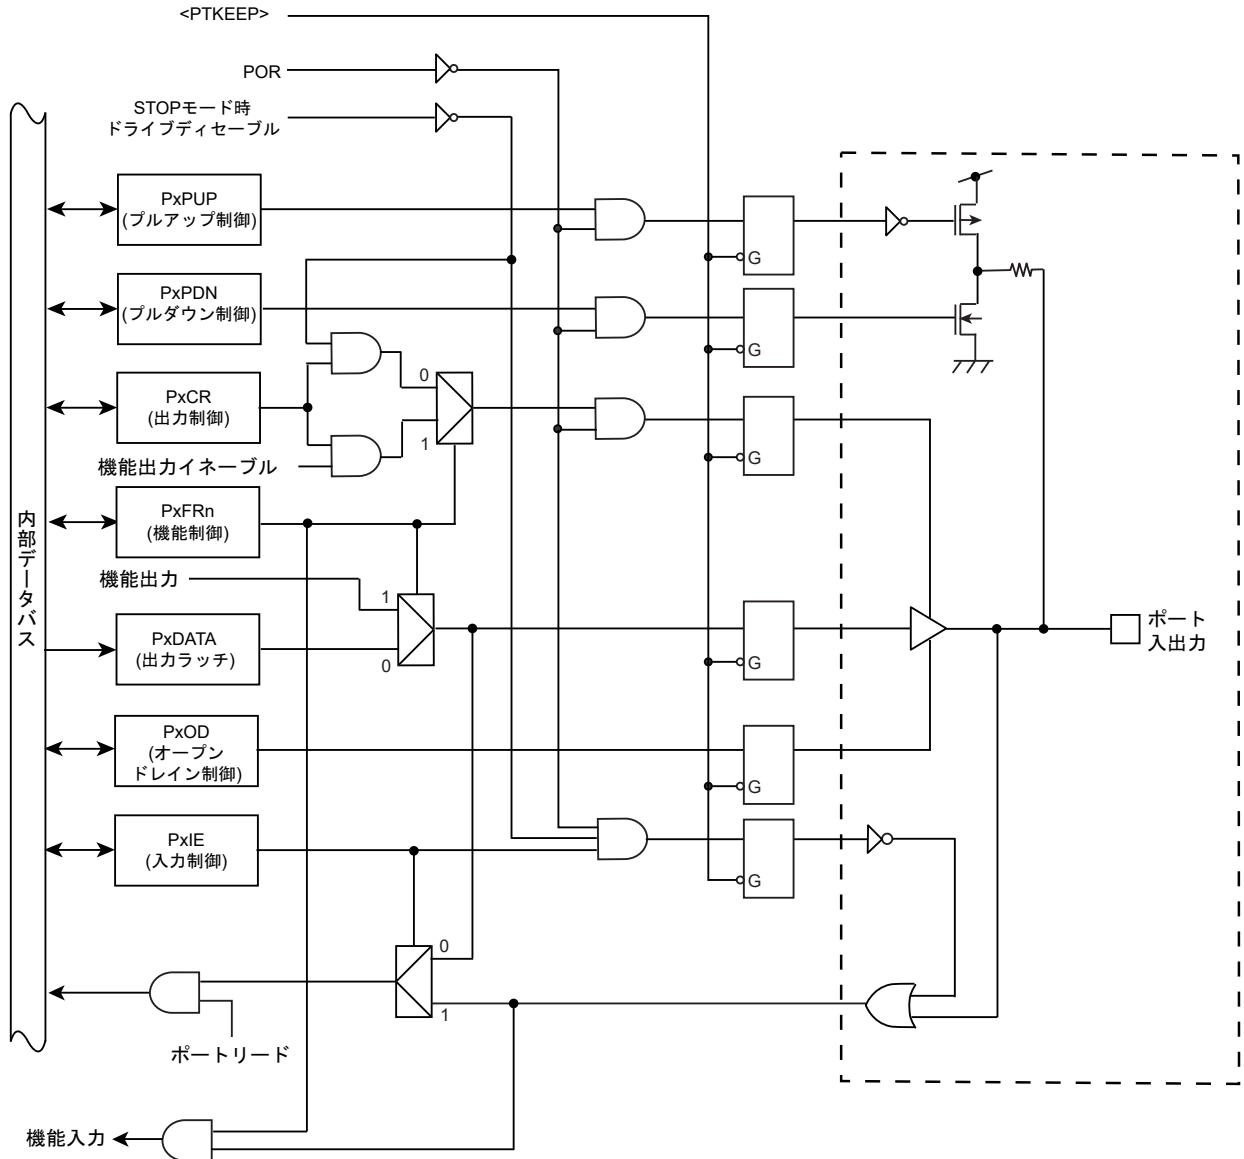 <PTKEEP>
POR
STOPモード時
ドライブディセーブル
PxPUP
(プルアップ制御)
G
PxPDN
(プルダウン制御)
G
PxCR
(出力制御)
0
1
G
機能出力イネーブル
PxFRn
(機能制御)
内部データバス
機能出力
1
0
PxDATA
(出力ラッチ)
G
ポート
入出力
PxOD
(オープン
ドレイン制御)
G
PxIE
(入力制御)
G
0
1
ポートリード
機能入力